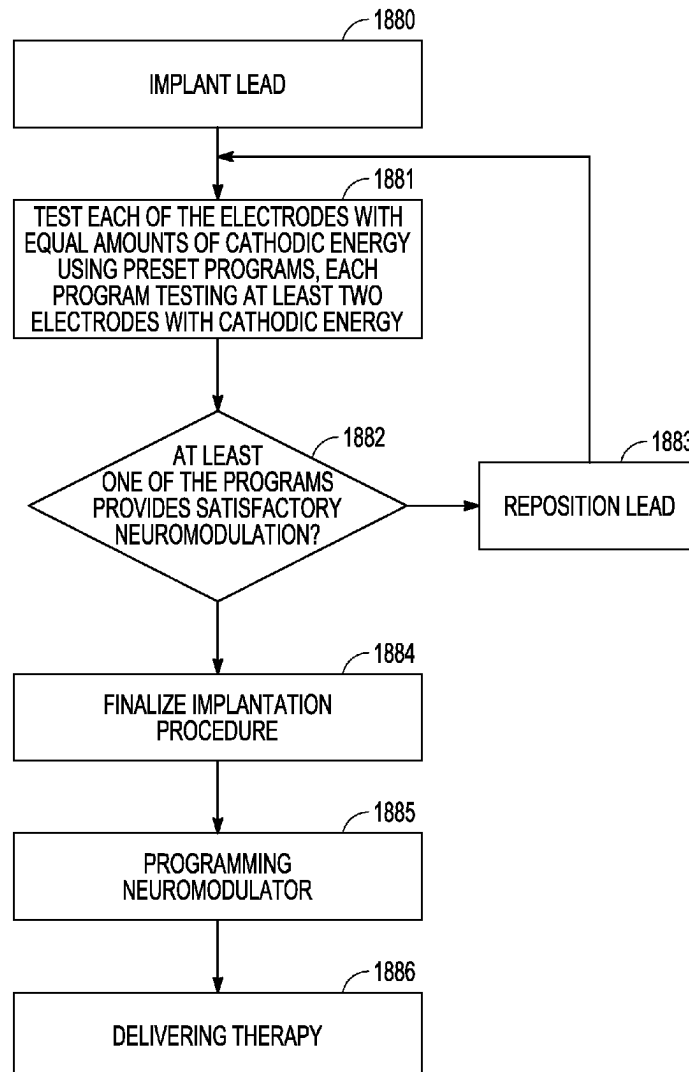 1880
IMPLANT LEAD
1881
TEST EACH OF THE ELECTRODES WITH
EQUAL AMOUNTS OF CATHODIC ENERGY
USING PRESET PROGRAMS, EACH
PROGRAM TESTING AT LEAST TWO
ELECTRODES WITH CATHODIC ENERGY
1882
AT LEAST
ONE OF THE PROGRAMS
PROVIDES SATISFACTORY
NEUROMODULATION?
1883
REPOSITION LEAD
1884
FINALIZE IMPLANTATION
PROCEDURE
1885
PROGRAMMING
NEUROMODULATOR
1886
DELIVERING THERAPY